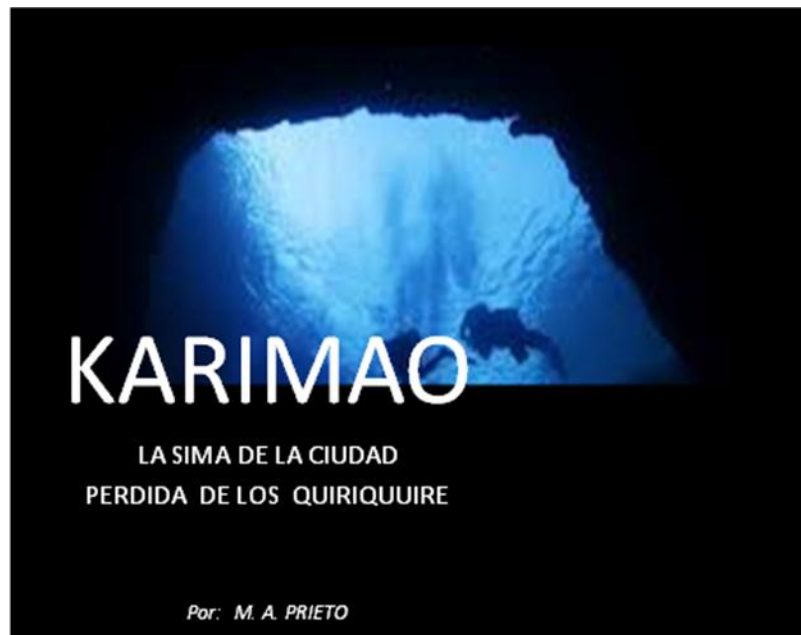 KARIMAO
LA SIMA DE LA CIUDAD
PERDIDA DE LOS QUIRIQUUIRE
Por: M. A. PRIETO